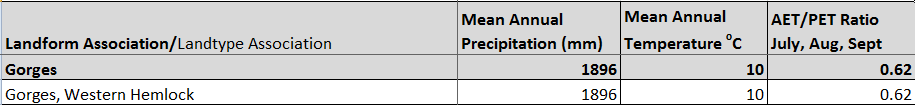 Landform Association/Landtype Association Mean Annual Precipitation (mm) Mean Annual Temperature °C AET/PET Ratio July, Aug, Sept
Gorges 1896 10 0.62
Gorges, Western Hemlock 1896 10 0.62